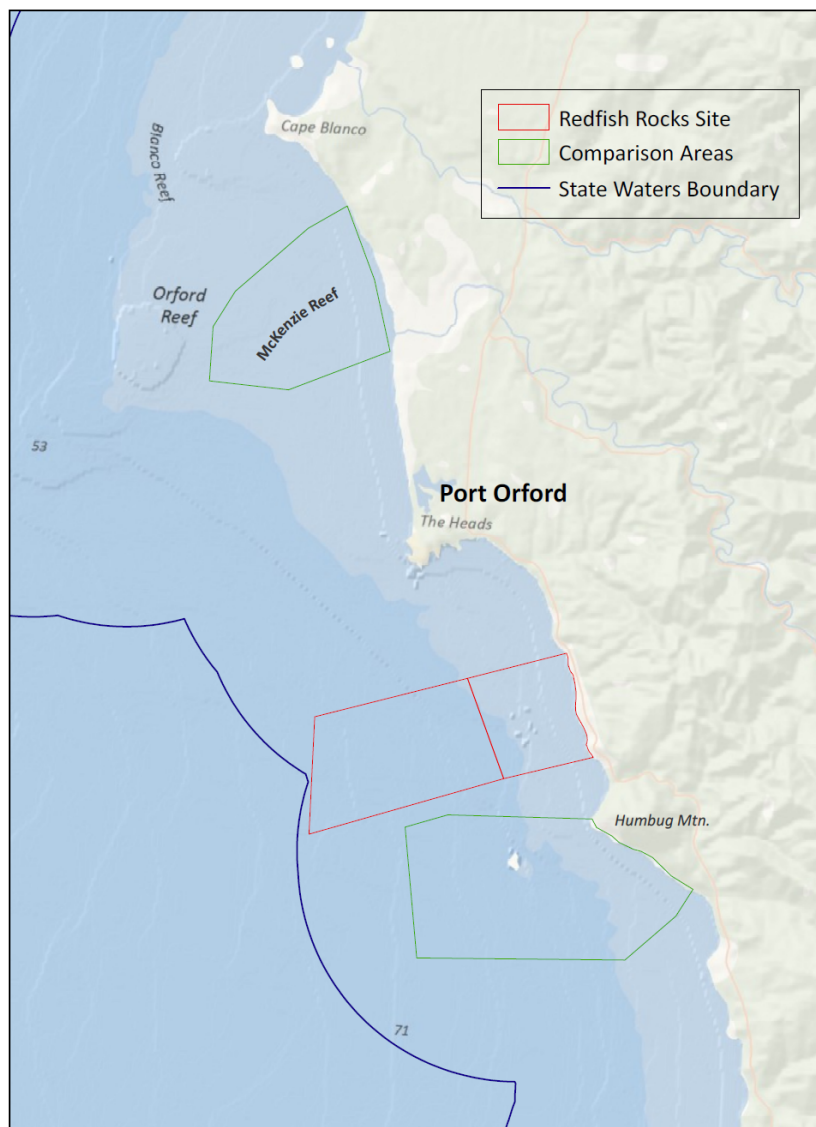 Redfish Rocks Site
Comparison Areas
State Waters Boundary
Cape Blanco
Blanco Reef
Orford
Reef
McKenzie Reef
53
Port Orford
The Heads
Humbug Mtn.
71